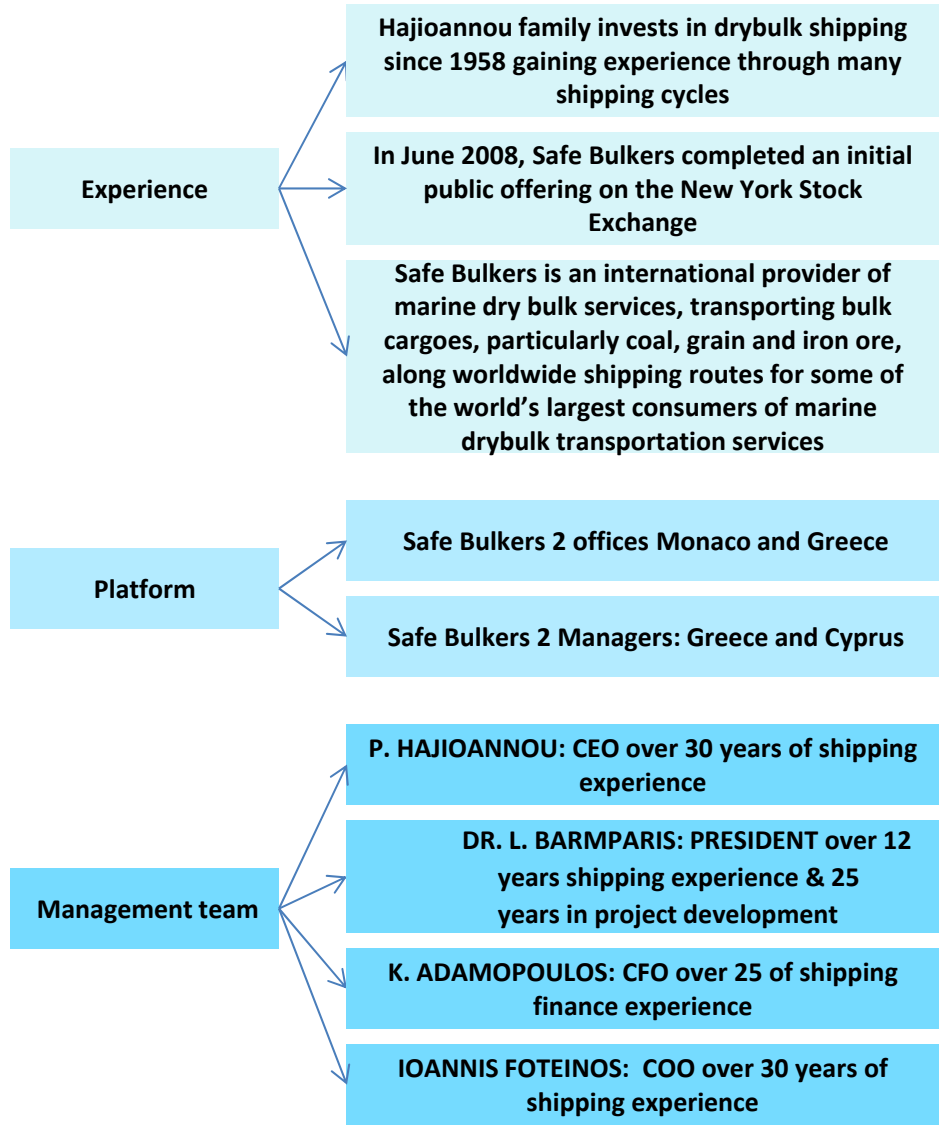 Hajioannou family invests in drybulk shipping
since 1958 gaining experience through many
shipping cycles
Experience
In June 2008, Safe Bulkers completed an initial
public offering on the New York Stock
Exchange
Safe Bulkers is an international provider of
marine dry bulk services, transporting bulk
cargoes, particularly coal, grain and iron ore,
along worldwide shipping routes for some of
the world’s largest consumers of marine
drybulk transportation services
Platform
Safe Bulkers 2 offices Monaco and Greece
Safe Bulkers 2 Managers: Greece and Cyprus
Management team
P. HAJIOANNOU: CEO over 30 years of shipping
experience
DR. L. BARMPARIS: PRESIDENT over 12
years shipping experience & 25
years in project development
K. ADAMOPOULOS: CFO over 25 of shipping
finance experience
IOANNIS FOTEINOS:  COO over 30 years of
shipping experience